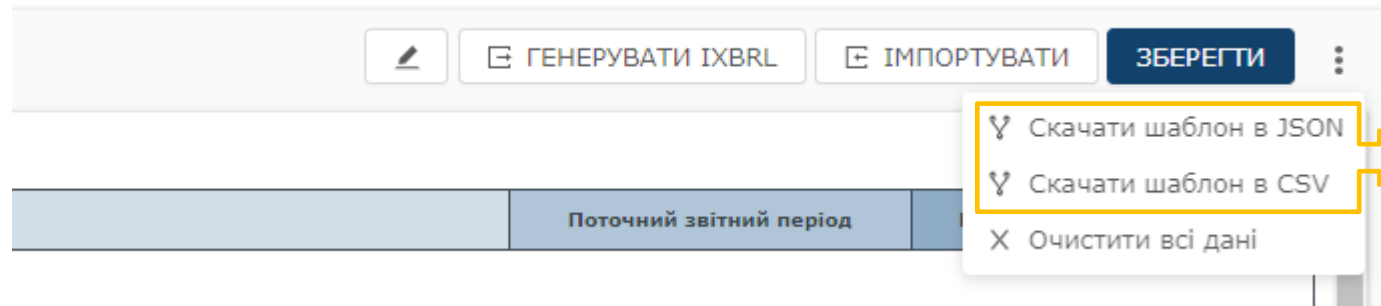 ГЕНЕРУВАТИ IXBRL
ІМПОРТУВАТИ
ЗБЕРЕГТИ
Скачати шаблон в JSON
Скачати шаблон в CSV
Очистити всі дані
Поточний звітний період